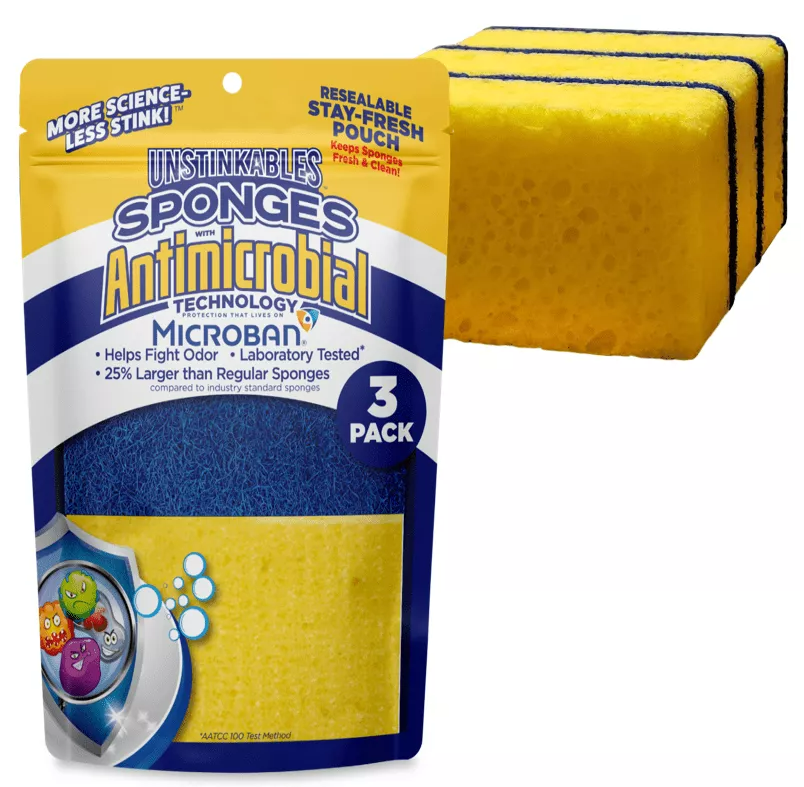 MORE SCIENCE-
LESS STINK!™
RESEALABLE
STAY-FRESH
POUCH
Keeps Sponges
Fresh & Clean!
UNSTINKABLES™
SPONGES
WITH
Antimicrobial
TECHNOLOGY
PROTECTION THAT LIVES ON
MICROBAN®
• Helps Fight Odor • Laboratory Tested*
• 25% Larger than Regular Sponges
compared to industry standard sponges
3
PACK
*AATCC 100 Test Method